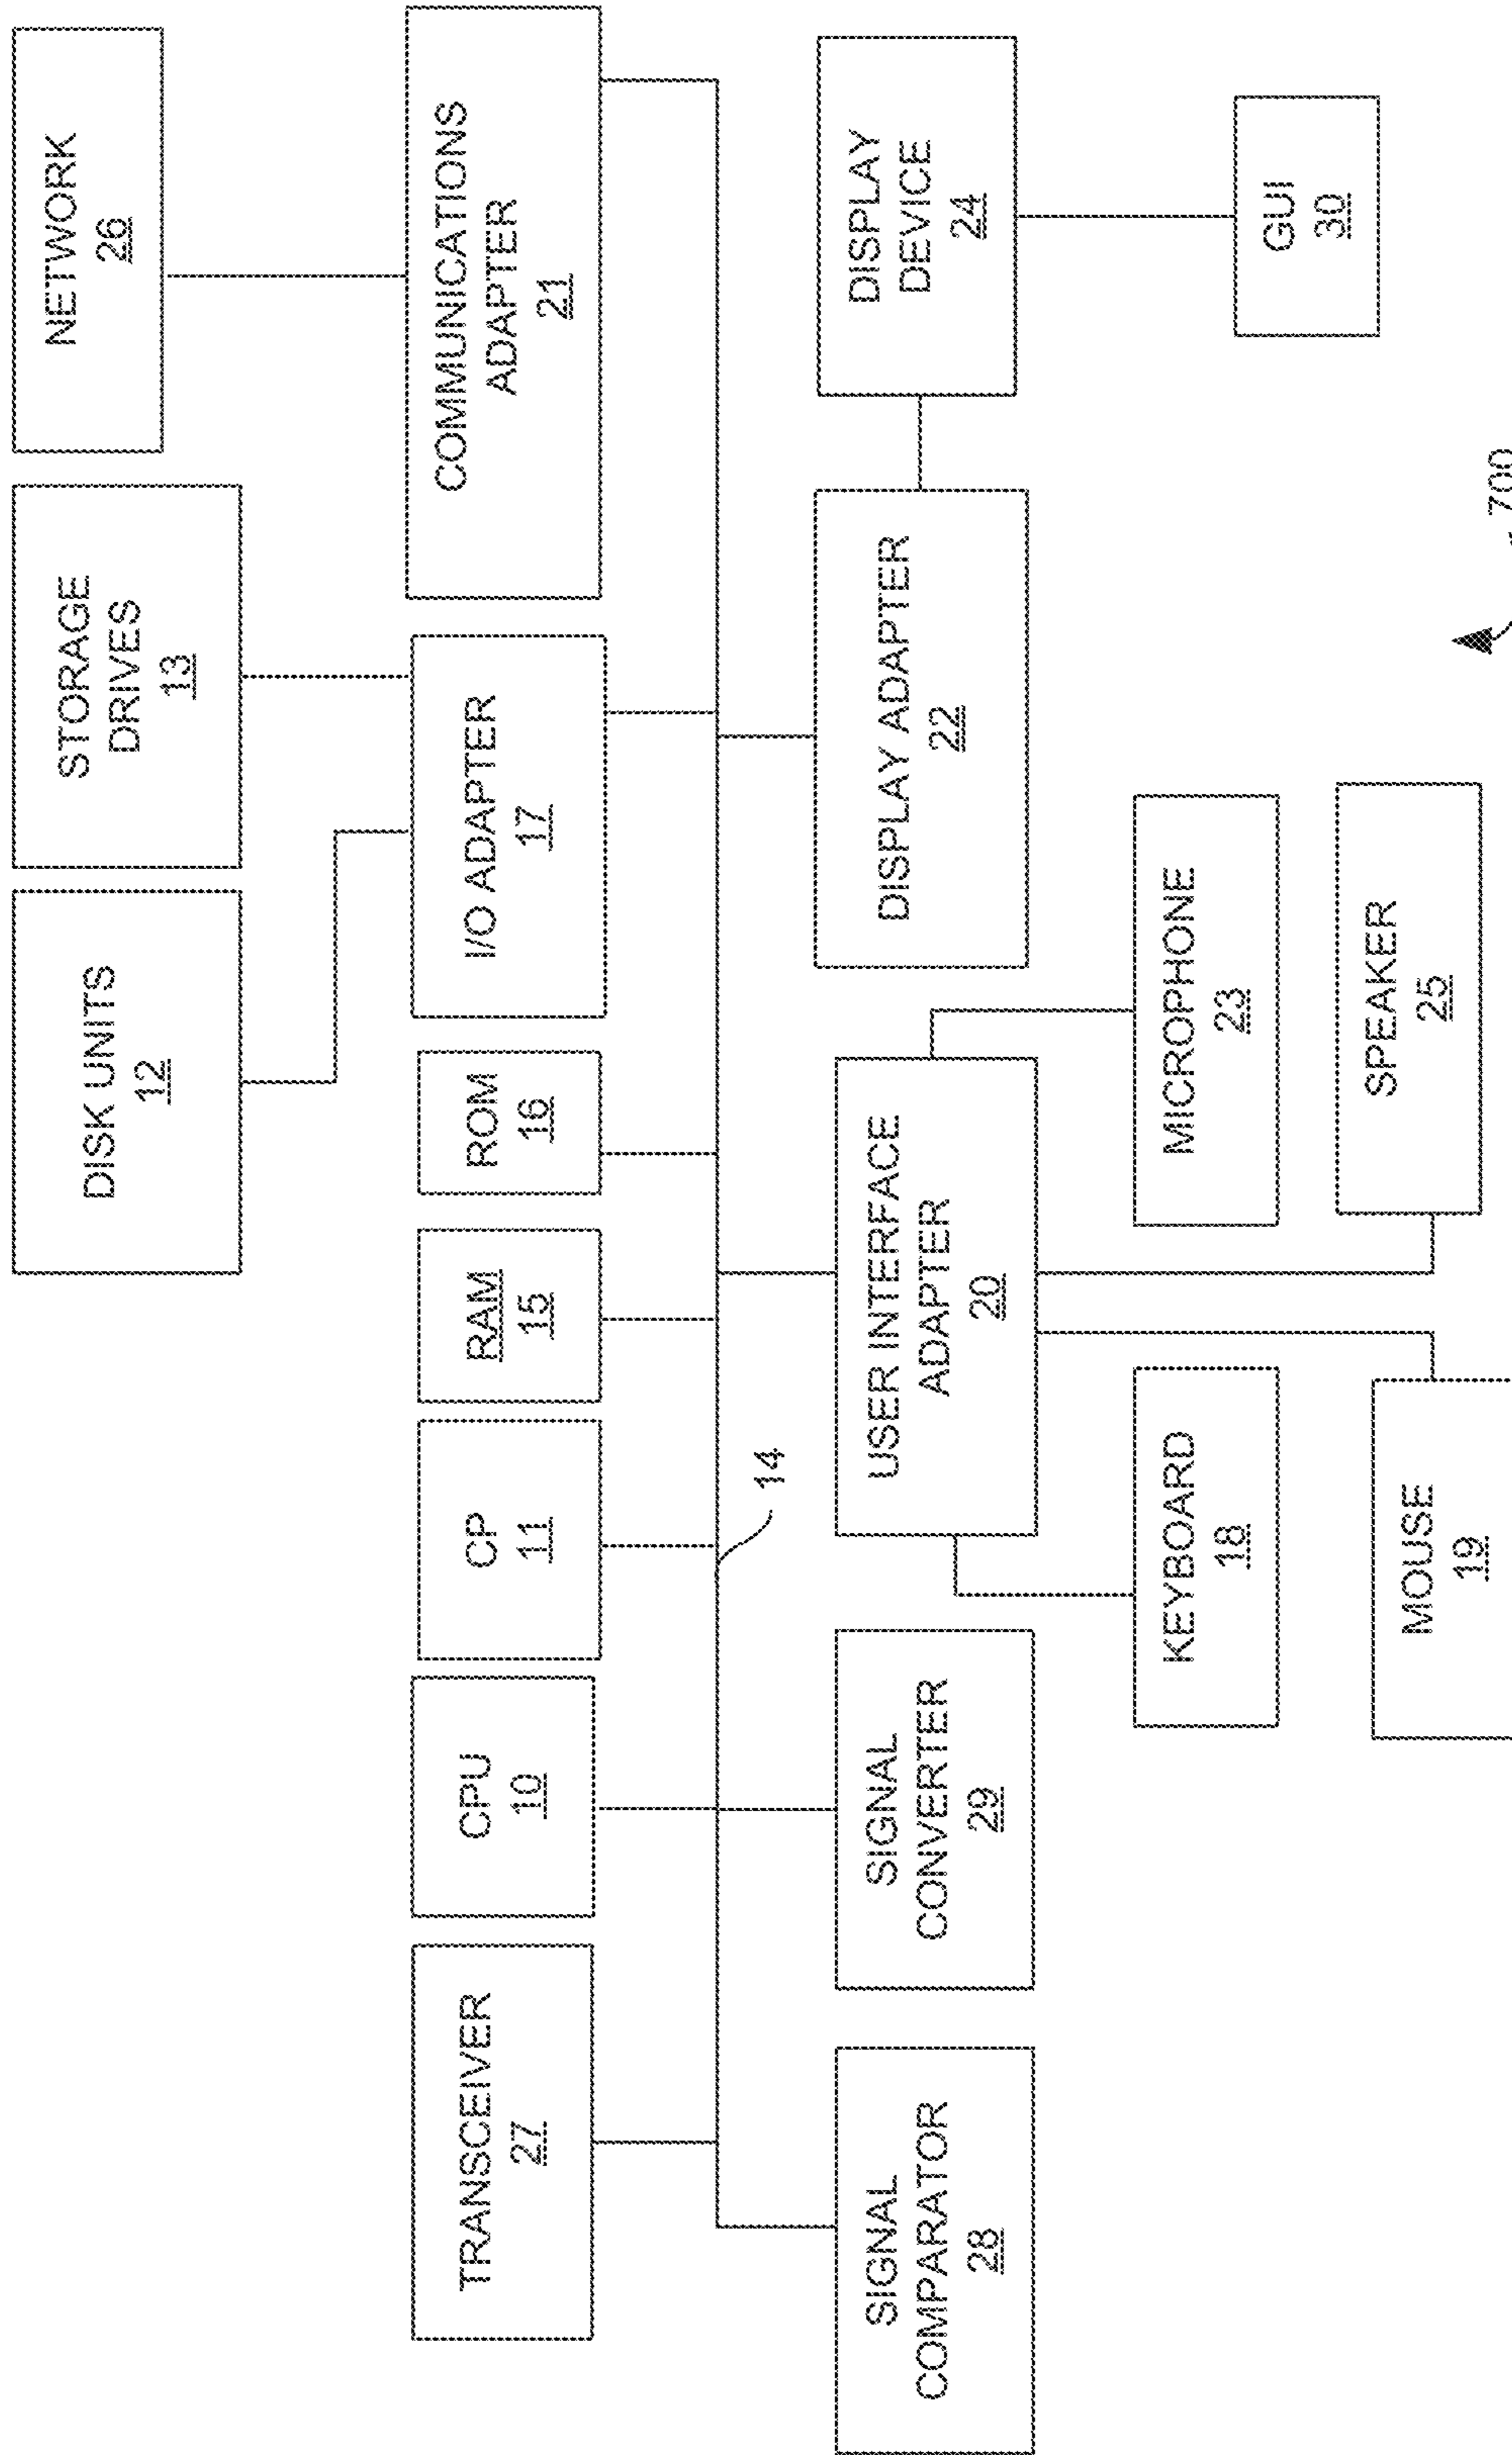 DISK UNITS
12
STORAGE
DRIVES
13
NETWORK
26
TRANSCEIVER
27
CPU
10
CP
11
RAM
15
ROM
16
I/O ADAPTER
17
COMMUNICATIONS
ADAPTER
21
14
SIGNAL
COMPARATOR
28
SIGNAL
CONVERTER
29
USER INTERFACE
ADAPTER
20
DISPLAY ADAPTER
22
DISPLAY
DEVICE
24
KEYBOARD
18
MICROPHONE
23
GUI
30
MOUSE
19
SPEAKER
25
700